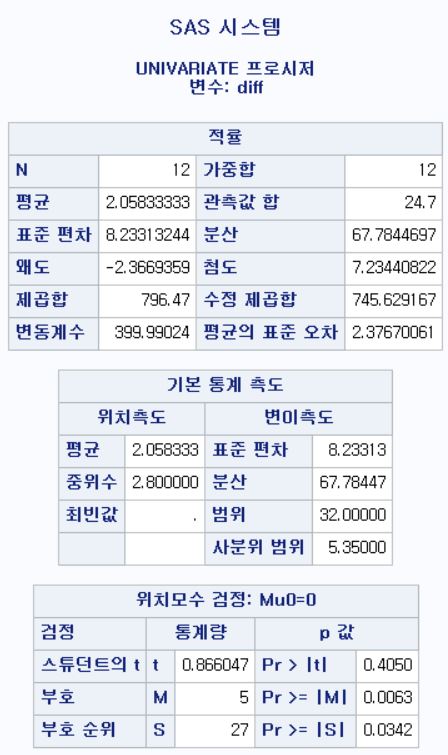 SAS 시스템
UNIVARIATE 프로시저
변수: diff
적률
N 12 가중합 12
평균 2.05833333 관측값 합 24.7
표준 편차 8.23313244 분산 67.7844697
왜도 -2.3669359 첨도 7.23440822
제곱합 796.47 수정 제곱합 745.629167
변동계수 399.99024 평균의 표준 오차 2.37670061
기본 통계 측도
위치측도 변이측도
평균 2.058333 표준 편차 8.23313
중위수 2.800000 분산 67.78447
최빈값 . 범위 32.00000
사분위 범위 5.35000
위치모수 검정: Mu0=0
검정 통계량 p 값
스튜던트의 t t 0.866047 Pr > |t| 0.4050
부호 M 5 Pr >= |M| 0.0063
부호 순위 S 27 Pr >= |S| 0.0342